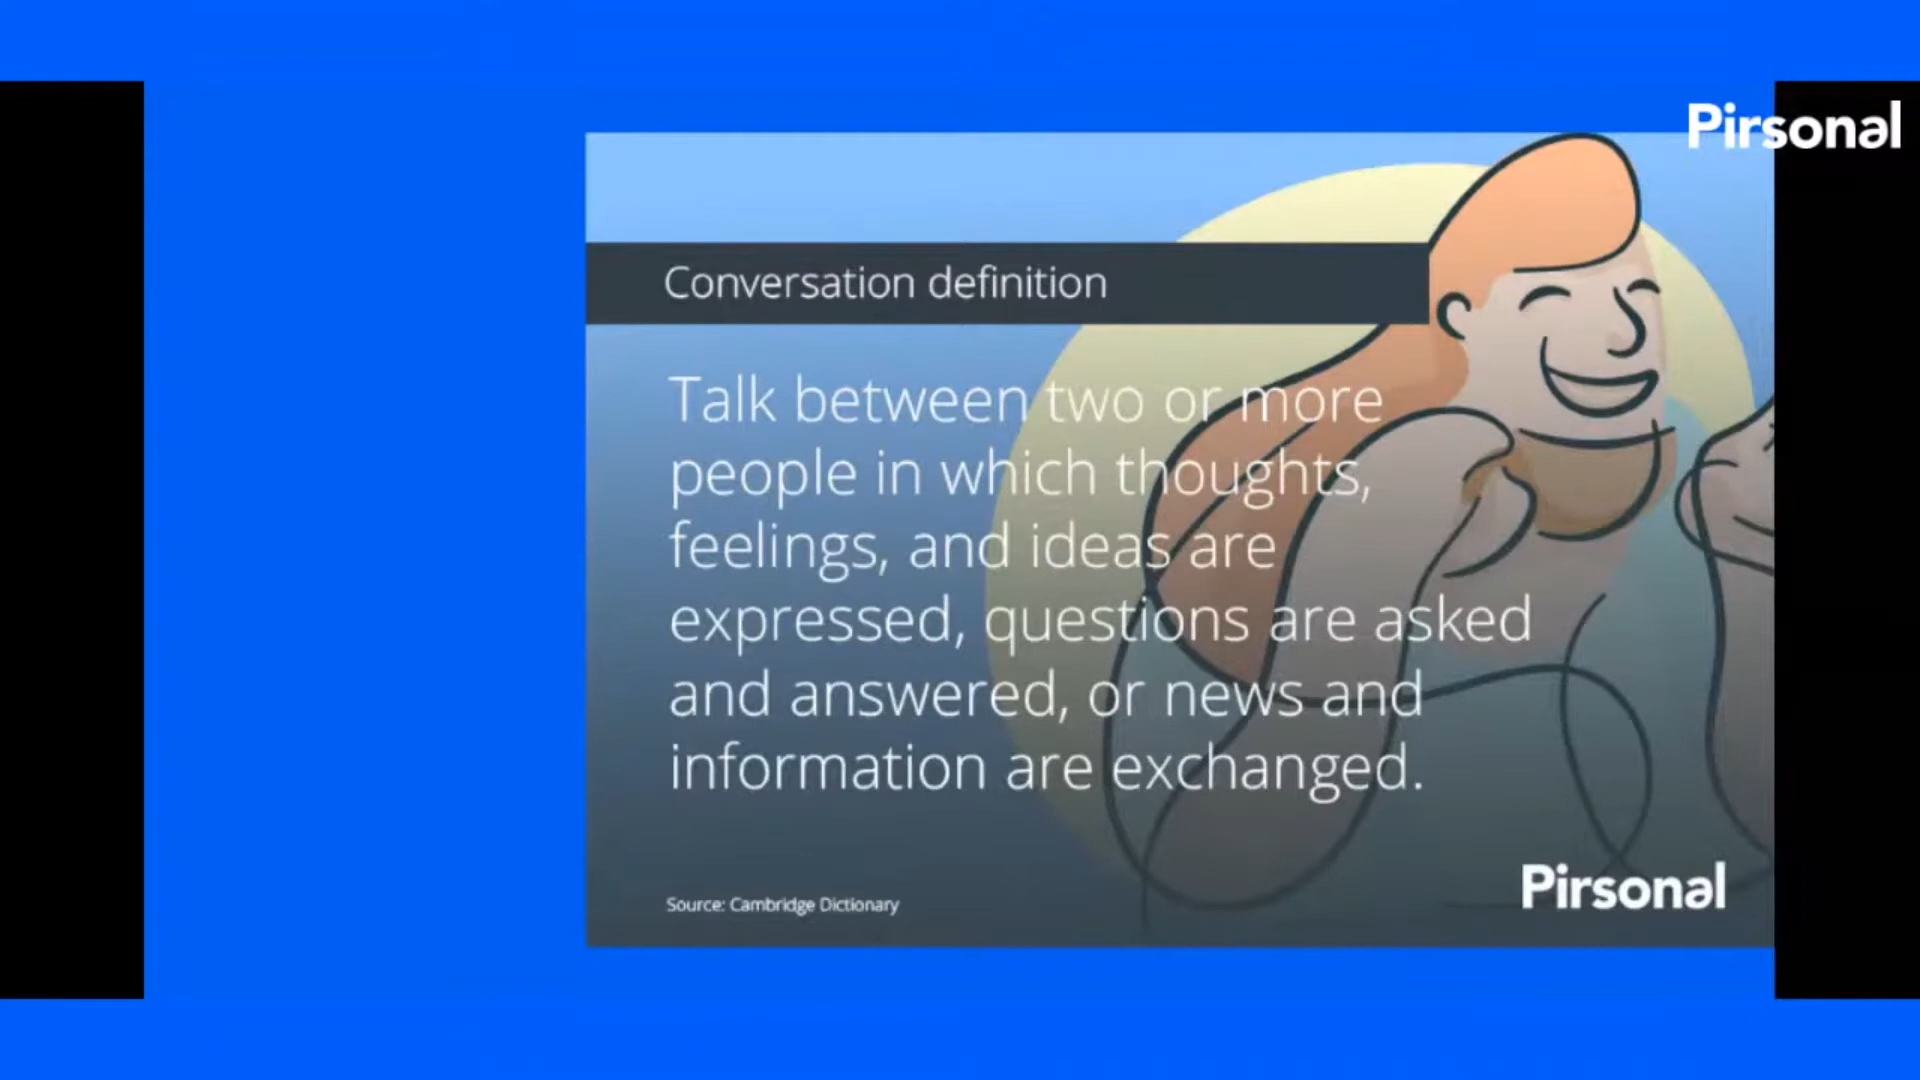 Pirsonal
Conversation definition
Talk between two or more
people in which thoughts,
feelings, and ideas are
expressed, questions are asked
and answered, or news and
information are exchanged.
Pirsonal
Source: Cambridge Dictionary